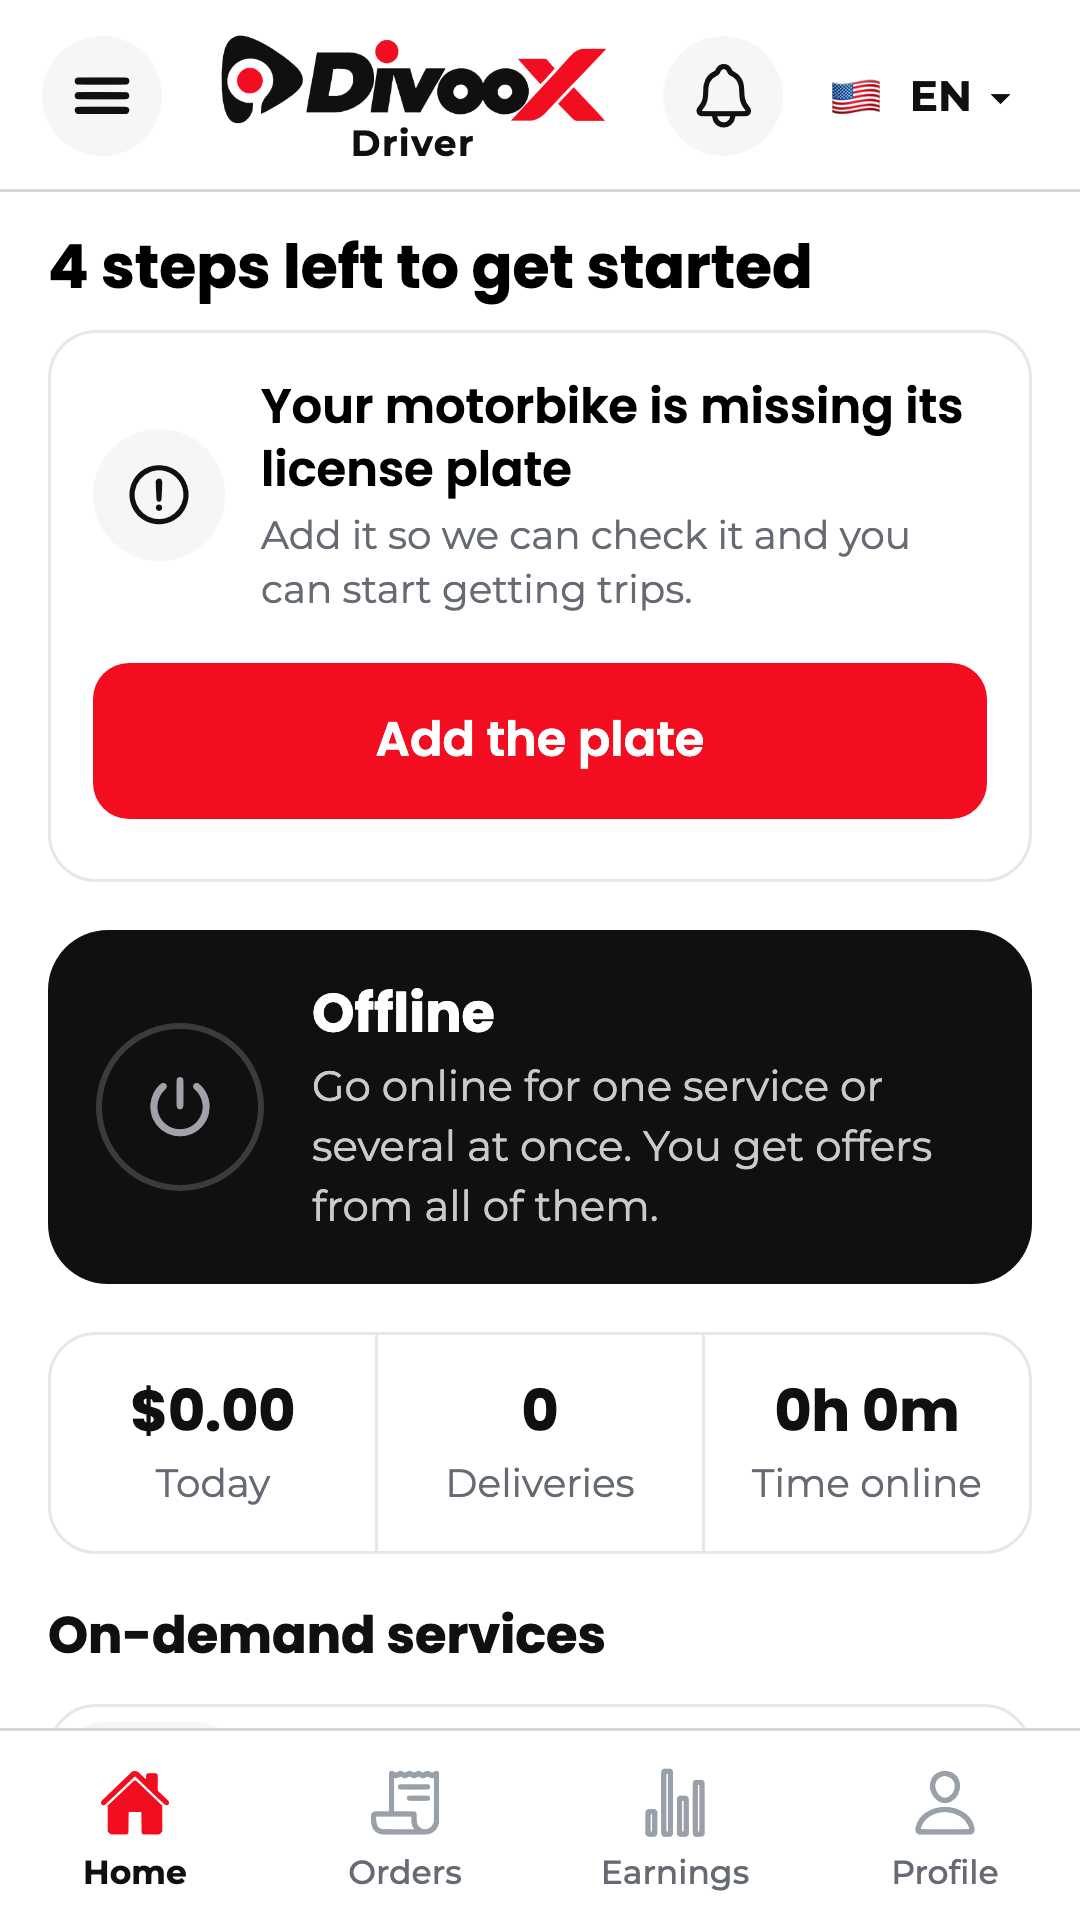 DivooX
Driver
EN
4 steps left to get started
Your motorbike is missing its
license plate
Add it so we can check it and you
can start getting trips.
Add the plate
Offline
Go online for one service or
several at once. You get offers
from all of them.
$0.00
Today
0
Deliveries
0h 0m
Time online
On-demand services
Home
Orders
Earnings
Profile